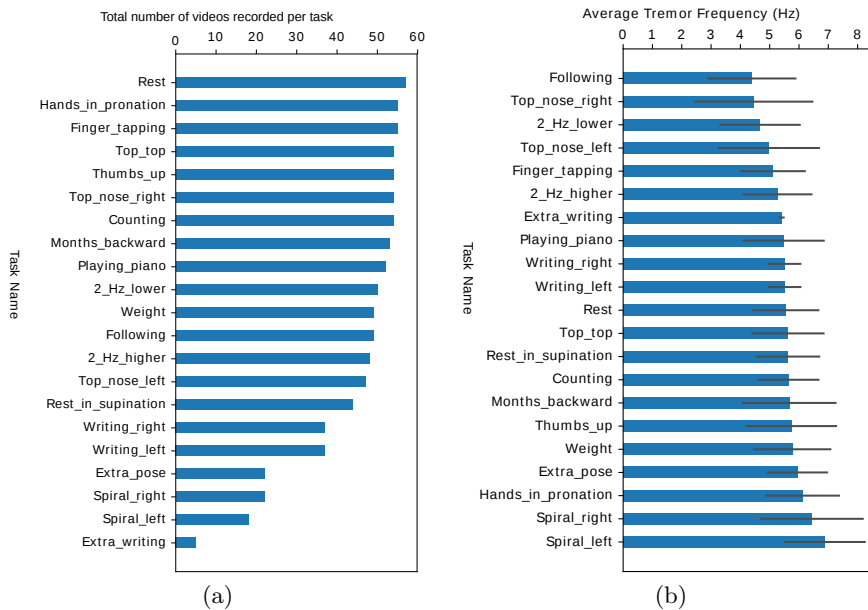 Total number of videos recorded per task
0 10 20 30 40 50 60
Task Name
Rest
Hands_in_pronation
Finger_tapping
Top_top
Thumbs_up
Top_nose_right
Counting
Months_backward
Playing_piano
2_Hz_lower
Weight
Following
2_Hz_higher
Top_nose_left
Rest_in_supination
Writing_right
Writing_left
Extra_pose
Spiral_right
Spiral_left
Extra_writing
(a)
Average Tremor Frequency (Hz)
0 1 2 3 4 5 6 7 8
Task Name
Following
Top_nose_right
2_Hz_lower
Top_nose_left
Finger_tapping
2_Hz_higher
Extra_writing
Playing_piano
Writing_right
Writing_left
Rest
Top_top
Rest_in_supination
Counting
Months_backward
Thumbs_up
Weight
Extra_pose
Hands_in_pronation
Spiral_right
Spiral_left
(b)